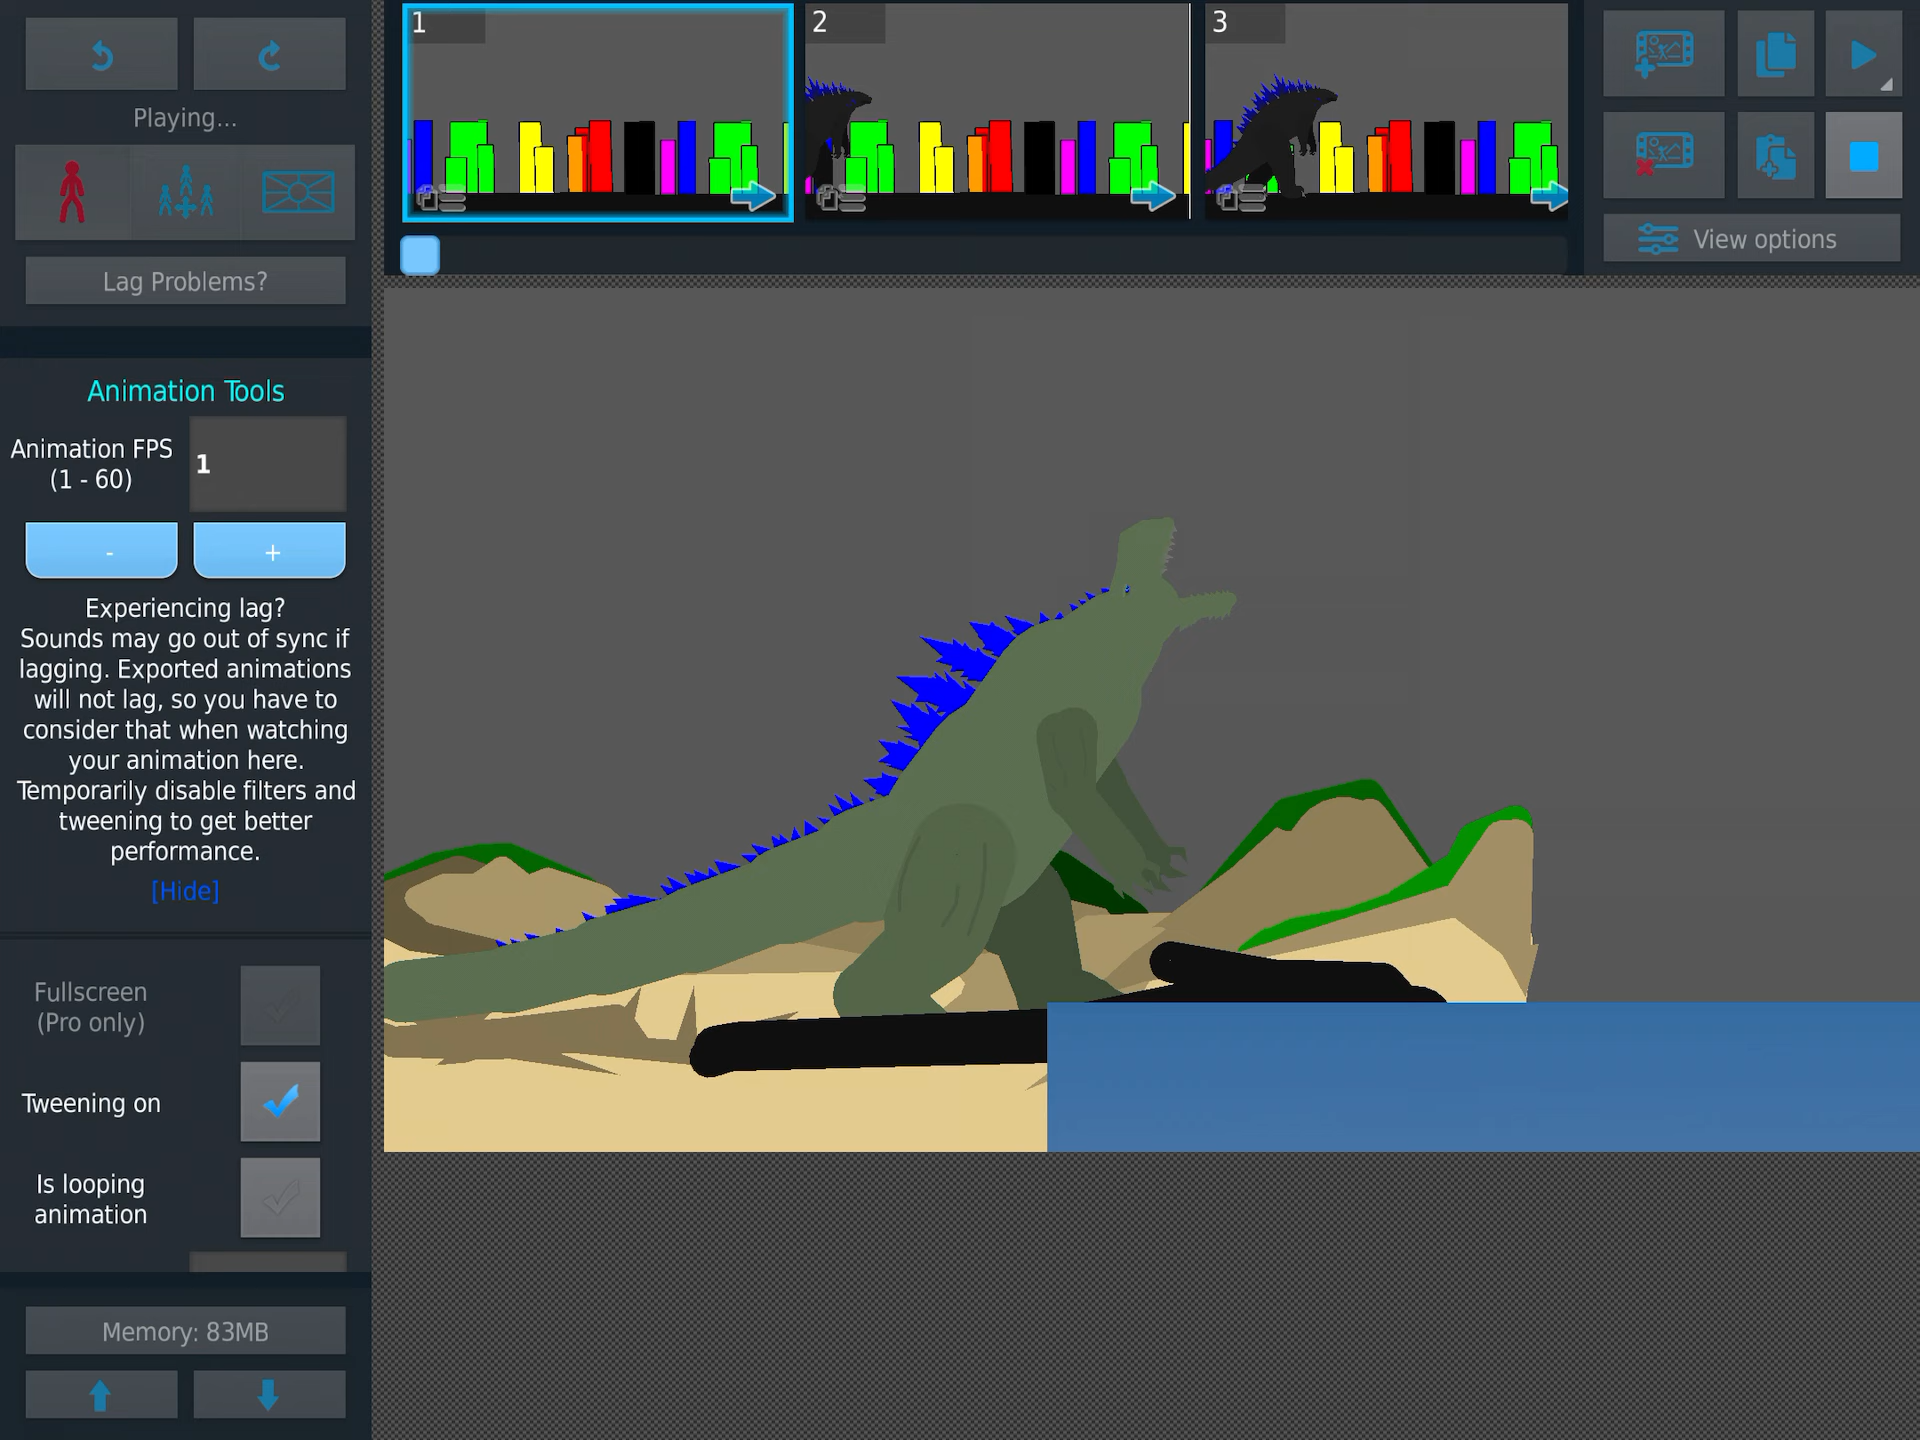 1
2
3
Playing...
Lag Problems?
View options
Animation Tools
Animation FPS
(1 - 60)
1
-
+
Experiencing lag?
Sounds may go out of sync if
lagging. Exported animations
will not lag, so you have to
consider that when watching
your animation here.
Temporarily disable filters and
tweening to get better
performance.
[Hide]
Fullscreen
(Pro only)
Tweening on
Is looping
animation
Memory: 83MB